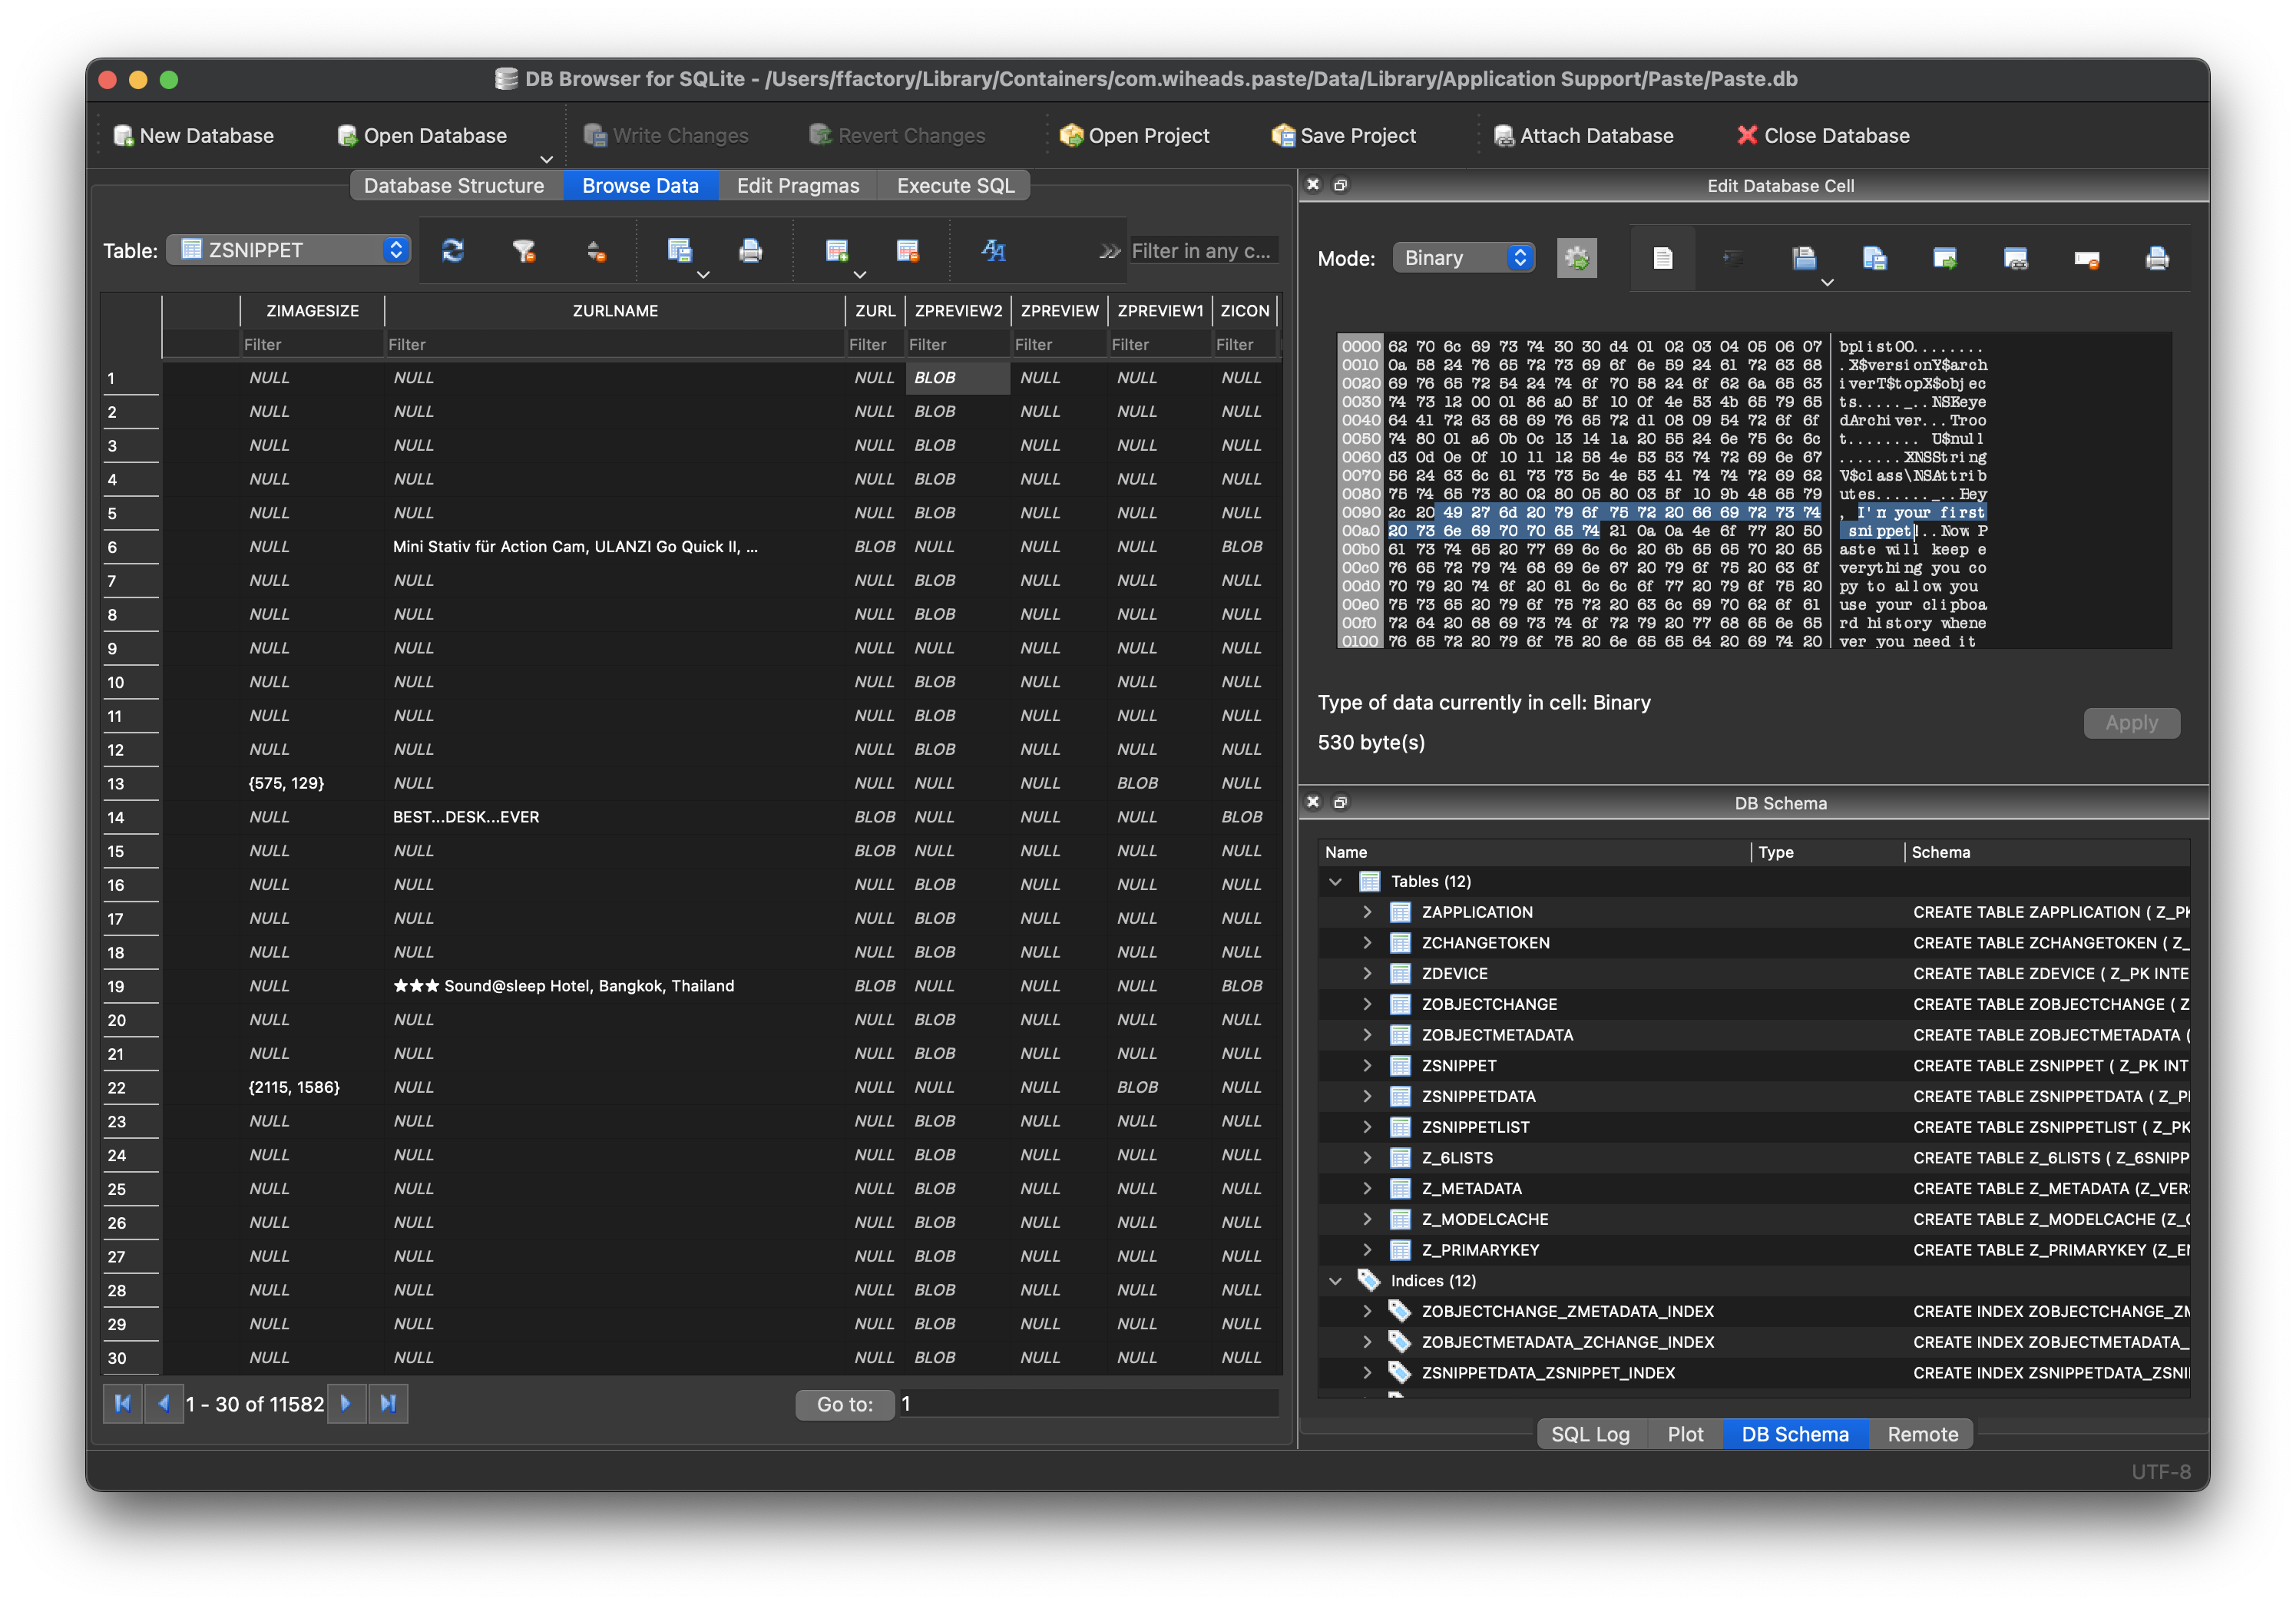 DB Browser for SQLite - /Users/ffactory/Library/Containers/com.wiheads.paste/Data/Library/Application Support/Paste/Paste.db
New Database Open Database Write Changes Revert Changes Open Project Save Project Attach Database Close Database
Database Structure Browse Data Edit Pragmas Execute SQL
Table: ZSNIPPET Filter in any c...
ZIMAGESIZE ZURLNAME ZURL ZPREVIEW2 ZPREVIEW ZPREVIEW1 ZICON
Filter Filter Filter Filter Filter Filter Filter
1 NULL NULL NULL BLOB NULL NULL NULL
2 NULL NULL NULL BLOB NULL NULL NULL
3 NULL NULL NULL BLOB NULL NULL NULL
4 NULL NULL NULL BLOB NULL NULL NULL
5 NULL NULL NULL BLOB NULL NULL NULL
6 NULL Mini Stativ für Action Cam, ULANZI Go Quick II, ... BLOB NULL NULL NULL BLOB
7 NULL NULL NULL BLOB NULL NULL NULL
8 NULL NULL NULL BLOB NULL NULL NULL
9 NULL NULL NULL NULL NULL NULL NULL
10 NULL NULL NULL BLOB NULL NULL NULL
11 NULL NULL NULL BLOB NULL NULL NULL
12 NULL NULL NULL BLOB NULL NULL NULL
13 {575, 129} NULL NULL NULL NULL BLOB NULL
14 NULL BEST...DESK...EVER BLOB NULL NULL NULL BLOB
15 NULL NULL BLOB NULL NULL NULL NULL
16 NULL NULL NULL BLOB NULL NULL NULL
17 NULL NULL NULL BLOB NULL NULL NULL
18 NULL NULL NULL BLOB NULL NULL NULL
19 NULL ★★★ Sound@sleep Hotel, Bangkok, Thailand BLOB NULL NULL NULL BLOB
20 NULL NULL NULL BLOB NULL NULL NULL
21 NULL NULL NULL BLOB NULL NULL NULL
22 {2115, 1586} NULL NULL NULL NULL BLOB NULL
23 NULL NULL NULL BLOB NULL NULL NULL
24 NULL NULL NULL BLOB NULL NULL NULL
25 NULL NULL NULL BLOB NULL NULL NULL
26 NULL NULL NULL BLOB NULL NULL NULL
27 NULL NULL NULL BLOB NULL NULL NULL
28 NULL NULL NULL BLOB NULL NULL NULL
29 NULL NULL NULL BLOB NULL NULL NULL
30 NULL NULL NULL BLOB NULL NULL NULL
1 - 30 of 11582 Go to: 1
Edit Database Cell
Mode: Binary
0000 62 70 6c 69 73 74 30 30 d4 01 02 03 04 05 06 07 bplist00........
0010 0a 58 24 76 65 72 73 69 6f 6e 59 24 61 72 63 68 .X$versionY$arch
0020 69 76 65 72 54 24 74 6f 70 58 24 6f 62 6a 65 63 iverT$topX$objec
0030 74 73 12 00 01 86 a0 5f 10 0f 4e 53 4b 65 79 65 ts....._..NSKeye
0040 64 41 72 63 68 69 76 65 72 d1 08 09 54 72 6f 6f dArchiver...Troo
0050 74 80 01 a6 0b 0c 13 14 1a 20 55 24 6e 75 6c 6c t........ U$null
0060 d3 0d 0e 0f 10 11 12 58 4e 53 53 74 72 69 6e 67 .......XNSString
0070 56 24 63 6c 61 73 73 5c 4e 53 41 74 74 72 69 62 V$class\NSAttrib
0080 75 74 65 73 80 02 80 05 80 03 5f 10 9b 48 65 79 utes......_..Hey
0090 2c 20 49 27 6d 20 79 6f 75 72 20 66 69 72 73 74 , I'm your first
00a0 20 73 6e 69 70 70 65 74 21 0a 0a 4e 6f 77 20 50 snippet!..Now P
00b0 61 73 74 65 20 77 69 6c 6c 20 6b 65 65 70 20 65 aste will keep e
00c0 76 65 72 79 74 68 69 6e 67 20 79 6f 75 20 63 6f verything you co
00d0 70 79 20 74 6f 20 61 6c 6c 6f 77 20 79 6f 75 20 py to allow you
00e0 75 73 65 20 79 6f 75 72 20 63 6c 69 70 62 6f 61 use your clipboa
00f0 72 64 20 68 69 73 74 6f 72 79 20 77 68 65 6e 65 rd history whene
0100 76 65 72 20 79 6f 75 20 6e 65 65 64 20 69 74 20 ver you need it
Type of data currently in cell: Binary
530 byte(s)
Apply
DB Schema
Name Type Schema
Tables (12)
ZAPPLICATION CREATE TABLE ZAPPLICATION ( Z_PK
ZCHANGETOKEN CREATE TABLE ZCHANGETOKEN ( Z_
ZDEVICE CREATE TABLE ZDEVICE ( Z_PK INTE
ZOBJECTCHANGE CREATE TABLE ZOBJECTCHANGE ( Z
ZOBJECTMETADATA CREATE TABLE ZOBJECTMETADATA (
ZSNIPPET CREATE TABLE ZSNIPPET ( Z_PK INT
ZSNIPPETDATA CREATE TABLE ZSNIPPETDATA ( Z_P
ZSNIPPETLIST CREATE TABLE ZSNIPPETLIST ( Z_PK
Z_6LISTS CREATE TABLE Z_6LISTS ( Z_6SNIPP
Z_METADATA CREATE TABLE Z_METADATA (Z_VER
Z_MODELCACHE CREATE TABLE Z_MODELCACHE (Z_
Z_PRIMARYKEY CREATE TABLE Z_PRIMARYKEY (Z_E
Indices (12)
ZOBJECTCHANGE_ZMETADATA_INDEX CREATE INDEX ZOBJECTCHANGE_ZM
ZOBJECTMETADATA_ZCHANGE_INDEX CREATE INDEX ZOBJECTMETADATA_
ZSNIPPETDATA_ZSNIPPET_INDEX CREATE INDEX ZSNIPPETDATA_ZSNI
SQL Log Plot DB Schema Remote
UTF-8